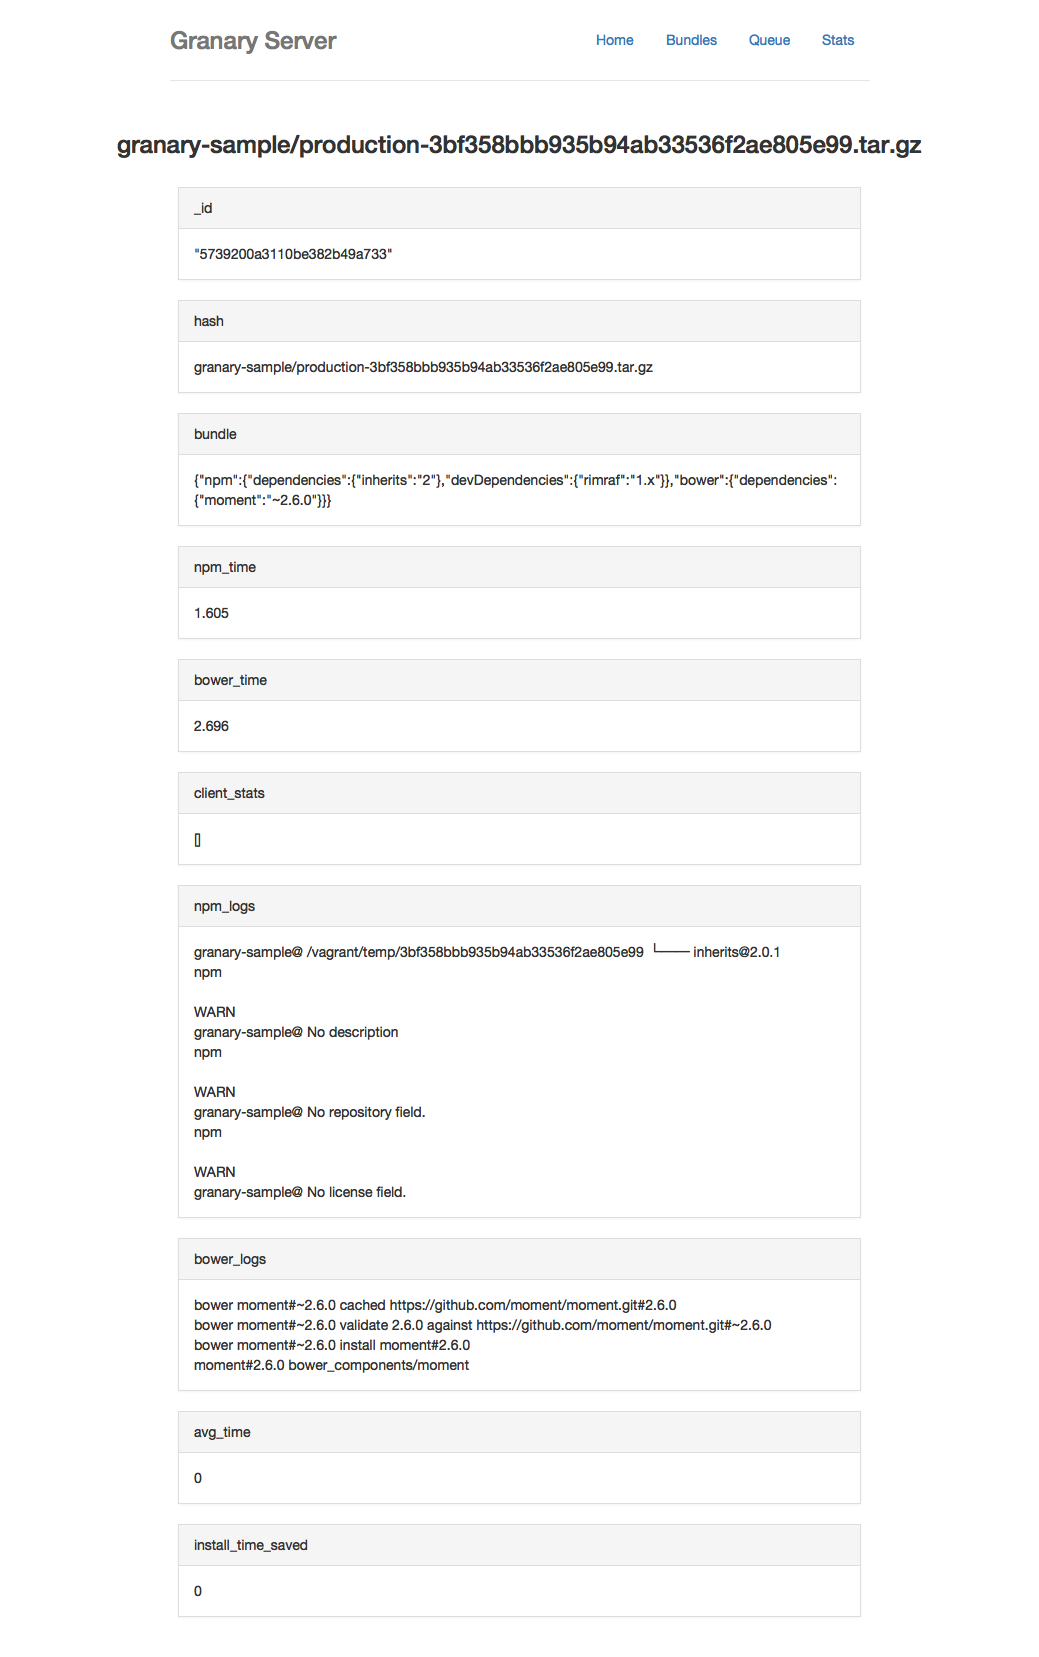 Granary Server
Home Bundles Queue Stats
granary-sample/production-3bf358bbb935b94ab33536f2ae805e99.tar.gz
_id
"5739200a3110be382b49a733"
hash
granary-sample/production-3bf358bbb935b94ab33536f2ae805e99.tar.gz
bundle
{"npm":{"dependencies":{"inherits":"2"},"devDependencies":{"rimraf":"1.x"}},"bower":{"dependencies":
{"moment":"~2.6.0"}}}
npm_time
1.605
bower_time
2.696
client_stats
[]
npm_logs
granary-sample@ /vagrant/temp/3bf358bbb935b94ab33536f2ae805e99 └── inherits@2.0.1
npm
WARN
granary-sample@ No description
npm
WARN
granary-sample@ No repository field.
npm
WARN
granary-sample@ No license field.
bower_logs
bower moment#~2.6.0 cached https://github.com/moment/moment.git#2.6.0
bower moment#~2.6.0 validate 2.6.0 against https://github.com/moment/moment.git#~2.6.0
bower moment#~2.6.0 install moment#2.6.0
moment#2.6.0 bower_components/moment
avg_time
0
install_time_saved
0